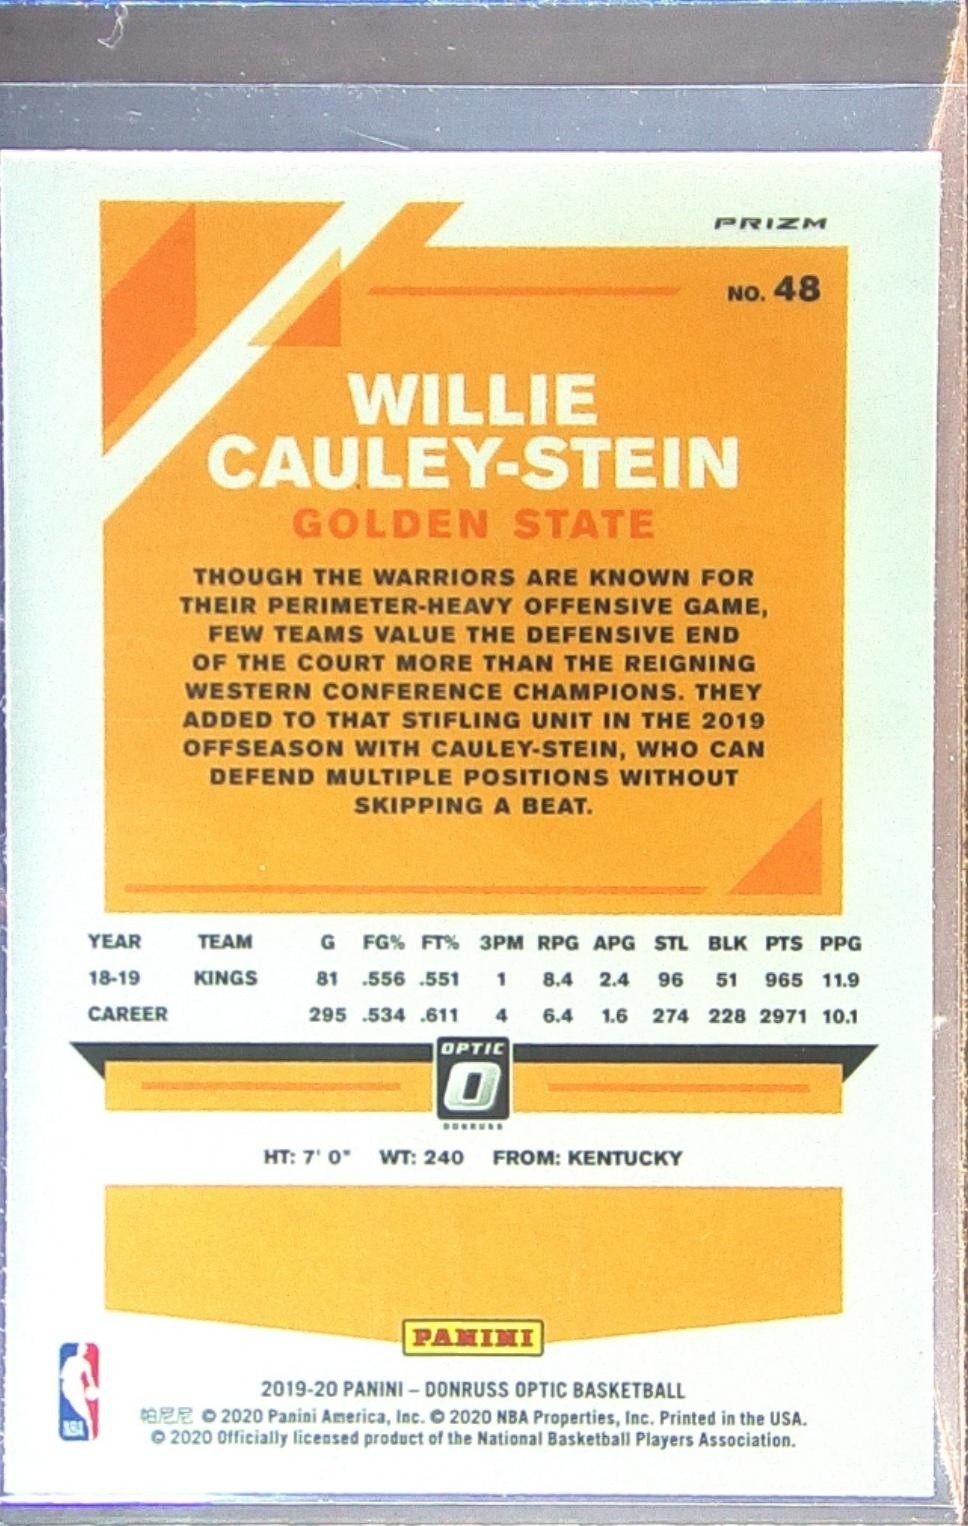 PRIZM
NO. 48
WILLIE
CAULEY-STEIN
GOLDEN STATE
THOUGH THE WARRIORS ARE KNOWN FOR
THEIR PERIMETER-HEAVY OFFENSIVE GAME,
FEW TEAMS VALUE THE DEFENSIVE END
OF THE COURT MORE THAN THE REIGNING
WESTERN CONFERENCE CHAMPIONS. THEY
ADDED TO THAT STIFLING UNIT IN THE 2019
OFFSEASON WITH CAULEY-STEIN, WHO CAN
DEFEND MULTIPLE POSITIONS WITHOUT
SKIPPING A BEAT.
YEAR TEAM G FG% FT% 3PM RPG APG STL BLK PTS PPG
18-19 KINGS 81 .556 .551 1 8.4 2.4 96 51 965 11.9
CAREER 295 .534 .611 4 6.4 1.6 274 228 2971 10.1
OPTIC
O
DONRUSS
HT: 7' 0" WT: 240 FROM: KENTUCKY
PANINI
NBA
2019-20 PANINI – DONRUSS OPTIC BASKETBALL
帕尼尼 © 2020 Panini America, Inc. © 2020 NBA Properties, Inc. Printed in the USA.
© 2020 Officially licensed product of the National Basketball Players Association.